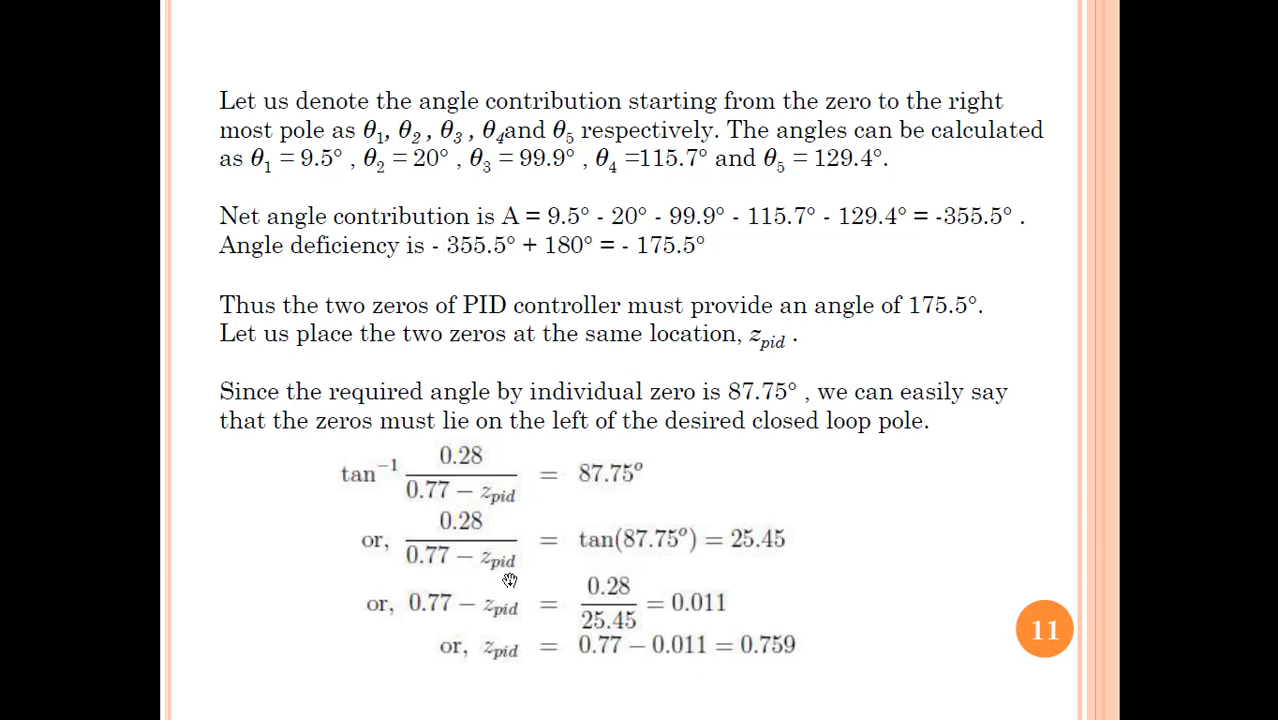 Let us denote the angle contribution starting from the zero to the right
most pole as θ₁, θ₂ , θ₃ , θ₄and θ₅ respectively. The angles can be calculated
as θ₁ = 9.5° , θ₂ = 20° , θ₃ = 99.9° , θ₄ =115.7° and θ₅ = 129.4°.
Net angle contribution is A = 9.5° - 20° - 99.9° - 115.7° - 129.4° = -355.5° .
Angle deficiency is - 355.5° + 180° = - 175.5°
Thus the two zeros of PID controller must provide an angle of 175.5°.
Let us place the two zeros at the same location, z_pid .
Since the required angle by individual zero is 87.75° , we can easily say
that the zeros must lie on the left of the desired closed loop pole.
tan⁻¹ 0.28 / (0.77 − z_pid) = 87.75°
or, 0.28 / (0.77 − z_pid) = tan(87.75°) = 25.45
or, 0.77 − z_pid = 0.28 / 25.45 = 0.011
or, z_pid = 0.77 − 0.011 = 0.759
11